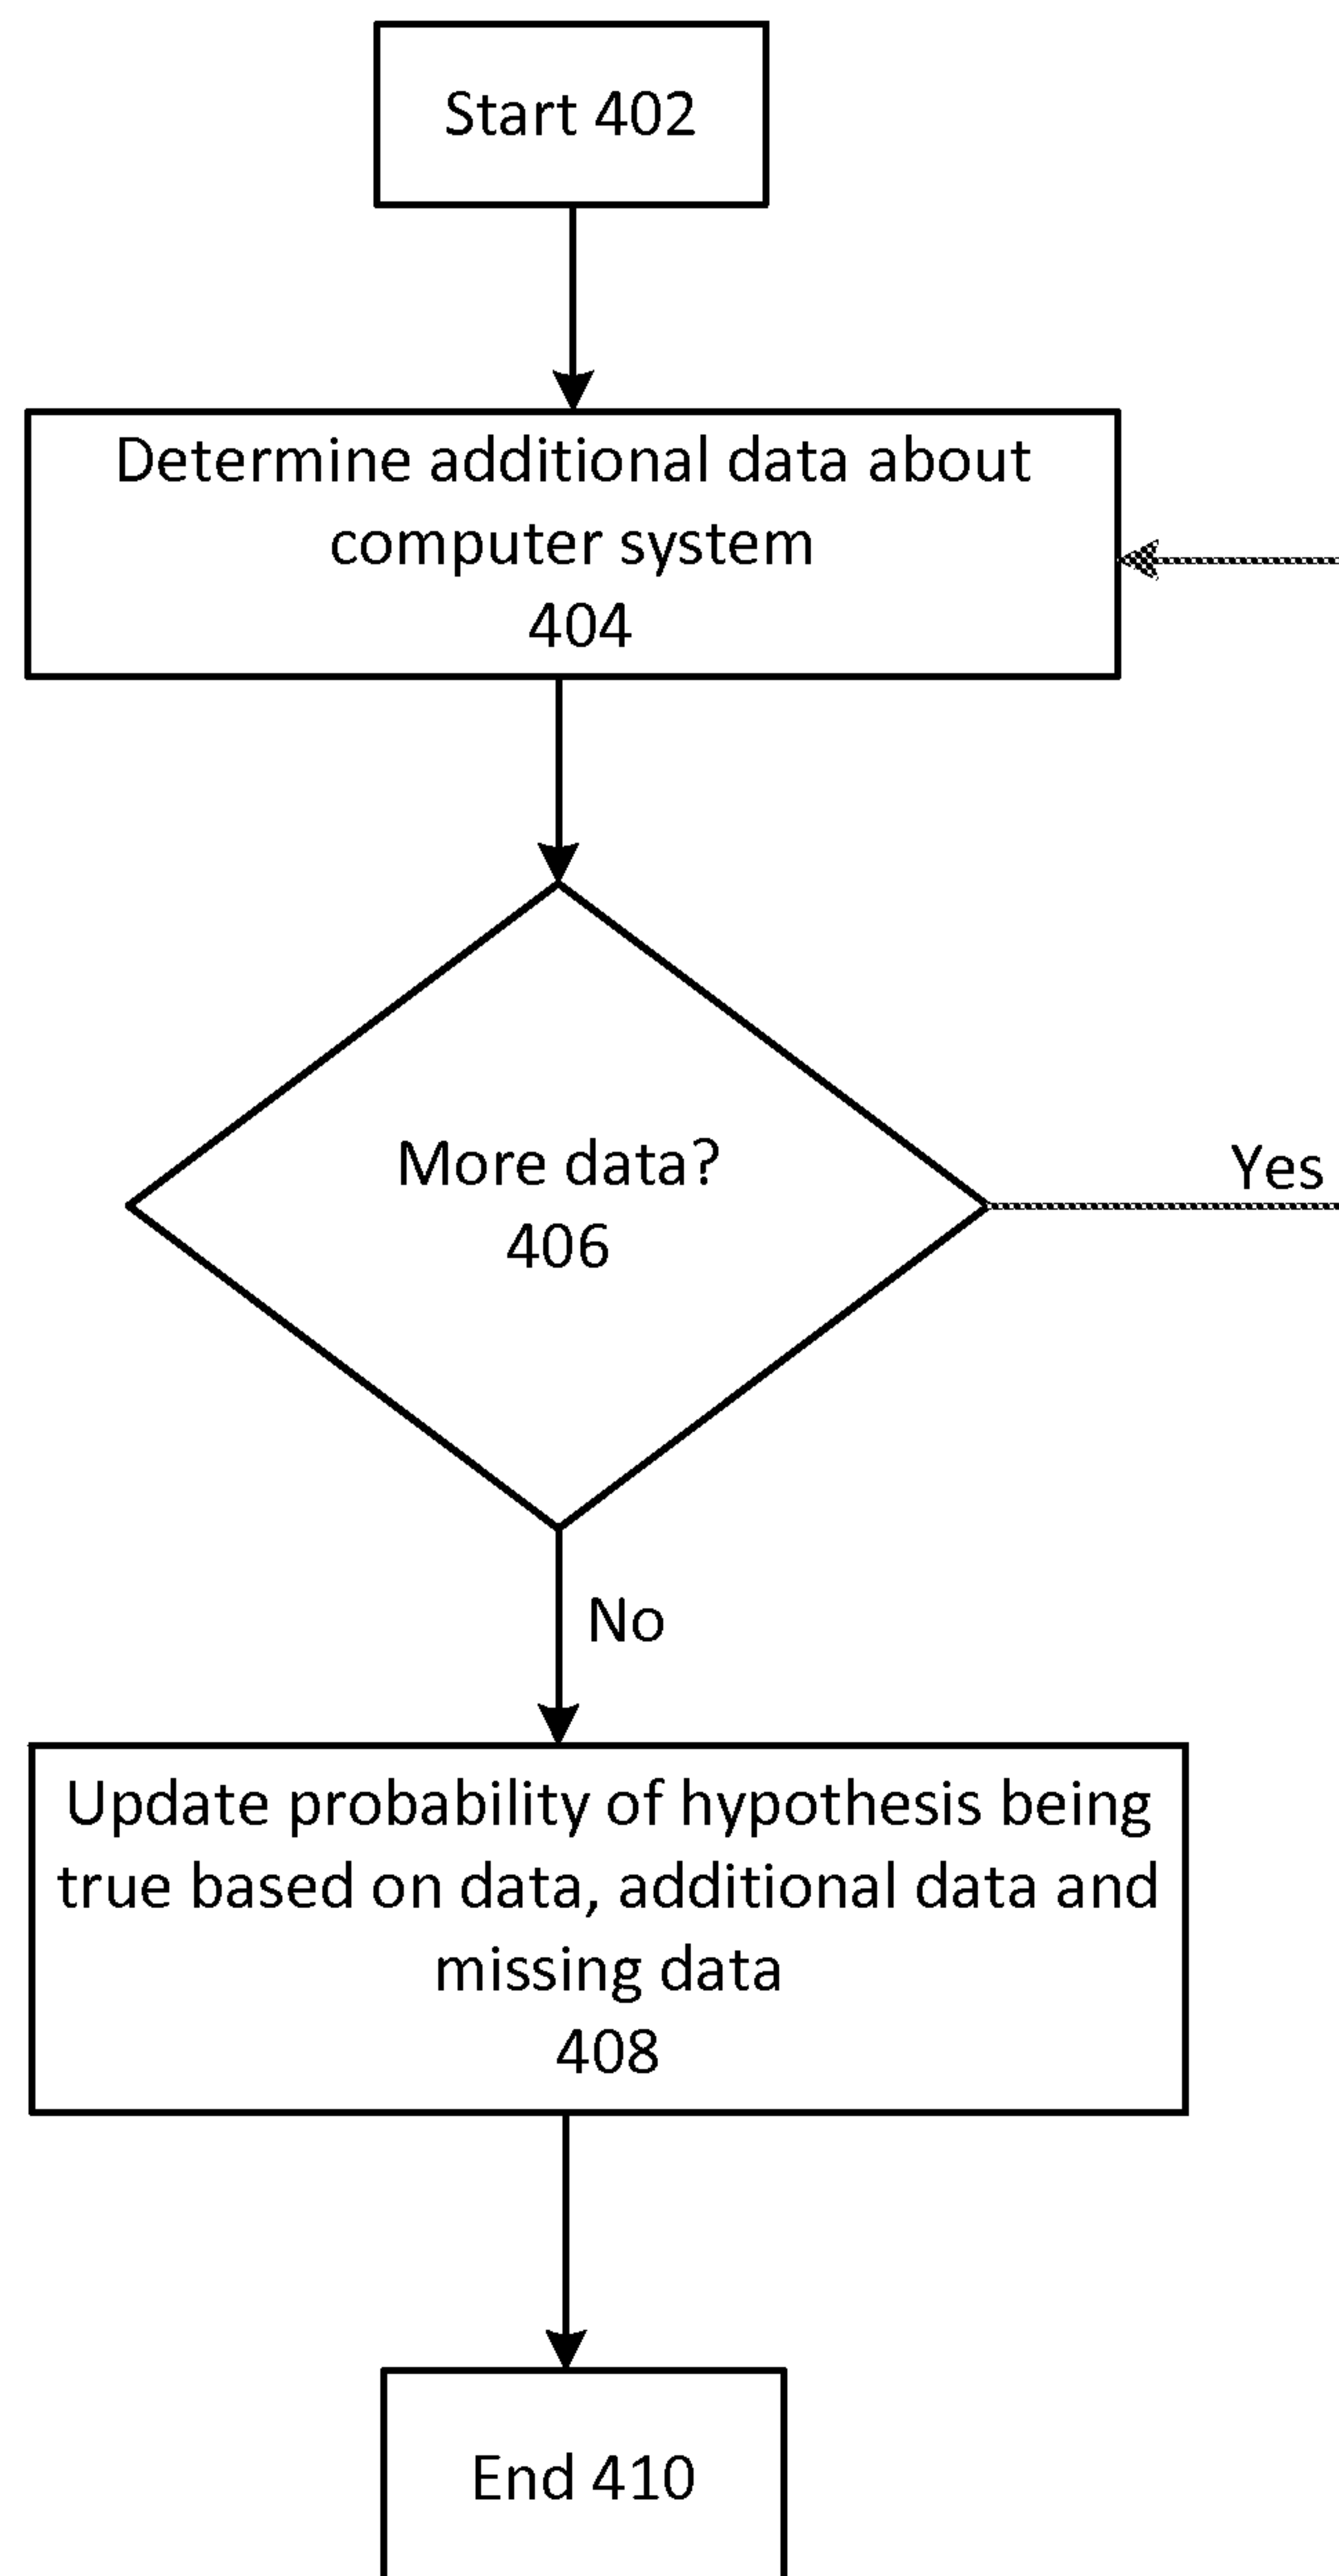 Start 402
Determine additional data about
computer system
404
More data?
406
Yes
No
Update probability of hypothesis being
true based on data, additional data and
missing data
408
End 410